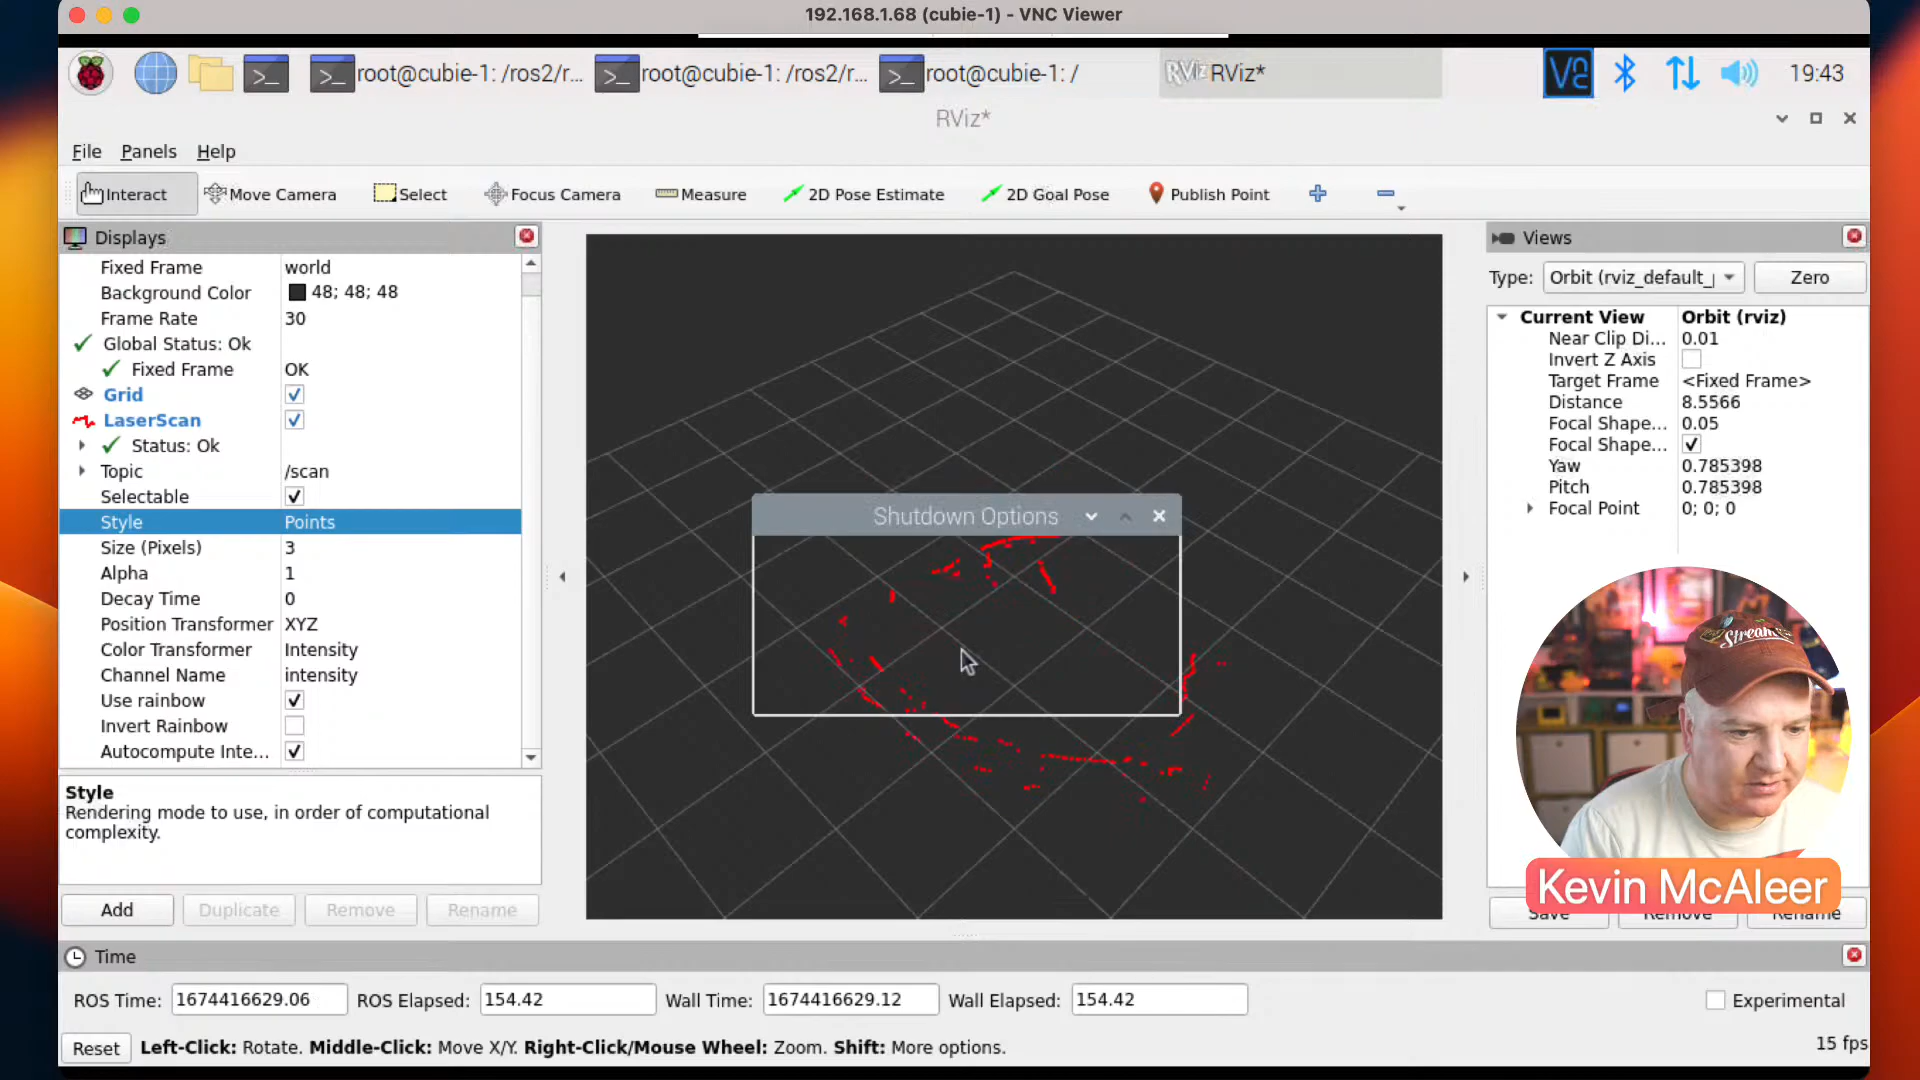 192.168.1.68 (cubie-1) - VNC Viewer
root@cubie-1: /ros2/r...
root@cubie-1: /ros2/r...
root@cubie-1: /
RViz RViz*
19:43
RViz*
File Panels Help
Interact Move Camera Select Focus Camera Measure 2D Pose Estimate 2D Goal Pose Publish Point
Displays
Fixed Frame world
Background Color 48; 48; 48
Frame Rate 30
Global Status: Ok
Fixed Frame OK
Grid
LaserScan
Status: Ok
Topic /scan
Selectable
Style Points
Size (Pixels) 3
Alpha 1
Decay Time 0
Position Transformer XYZ
Color Transformer Intensity
Channel Name intensity
Use rainbow
Invert Rainbow
Autocompute Inte...
Style
Rendering mode to use, in order of computational
complexity.
Add Duplicate Remove Rename
Shutdown Options
Views
Type: Orbit (rviz_default_ Zero
Current View Orbit (rviz)
Near Clip Di... 0.01
Invert Z Axis
Target Frame <Fixed Frame>
Distance 8.5566
Focal Shape... 0.05
Focal Shape...
Yaw 0.785398
Pitch 0.785398
Focal Point 0; 0; 0
Stream
Kevin McAleer
Save Remove Rename
Time
ROS Time: 1674416629.06 ROS Elapsed: 154.42 Wall Time: 1674416629.12 Wall Elapsed: 154.42 Experimental
Reset Left-Click: Rotate. Middle-Click: Move X/Y. Right-Click/Mouse Wheel: Zoom. Shift: More options. 15 fps